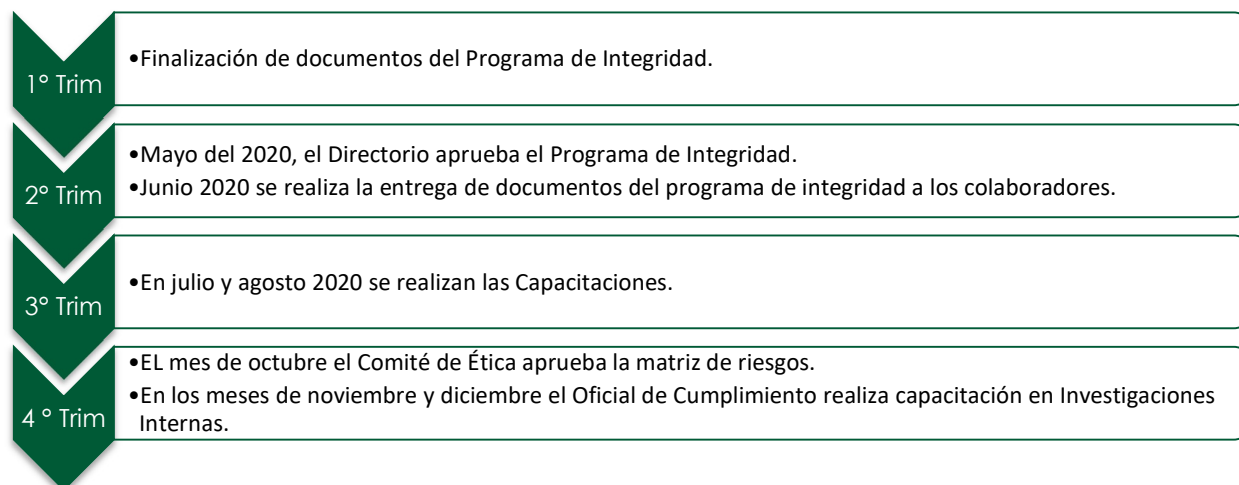 1° Trim
•Finalización de documentos del Programa de Integridad.
2° Trim
•Mayo del 2020, el Directorio aprueba el Programa de Integridad.
•Junio 2020 se realiza la entrega de documentos del programa de integridad a los colaboradores.
3° Trim
•En julio y agosto 2020 se realizan las Capacitaciones.
4 ° Trim
•EL mes de octubre el Comité de Ética aprueba la matriz de riesgos.
•En los meses de noviembre y diciembre el Oficial de Cumplimiento realiza capacitación en Investigaciones
Internas.